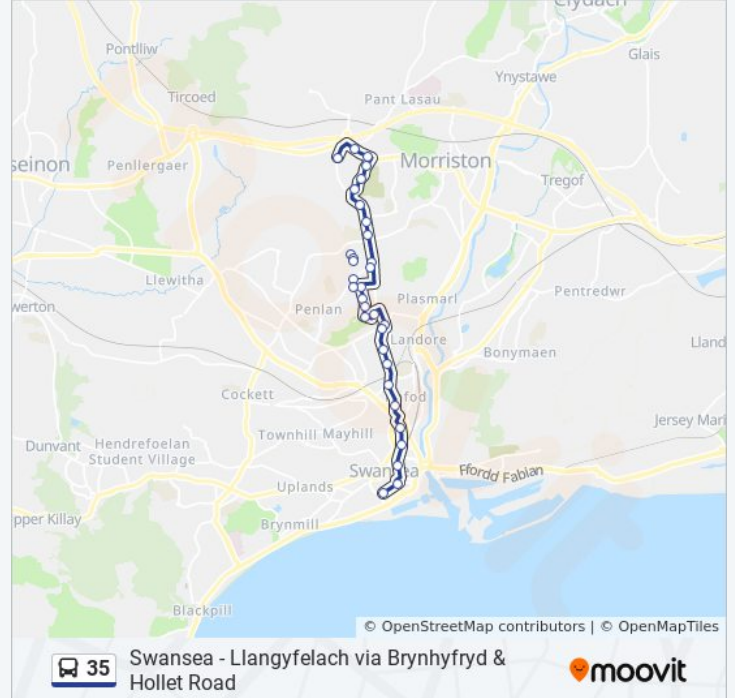 Clydach
Pontlliw
Glais
Ynystawe
Tircoed
Pant Lasau
seinon
Penllergaer
Morriston
Tregof
Llewitha
Pentredwr
werton
Penlan
Plasmarl
Landore
Lland
Bonymaen
Cockett
fod
Jersey Mari
Townhill Mayhill
Dunvant
Hendrefoelan
Student Village
Swansea
Ffordd Fabian
Uplands
pper Killay
Brynmill
Blackpill
© OpenStreetMap contributors | © OpenMapTiles
35
Swansea - Llangyfelach via Brynhyfryd &
Hollet Road
moovit